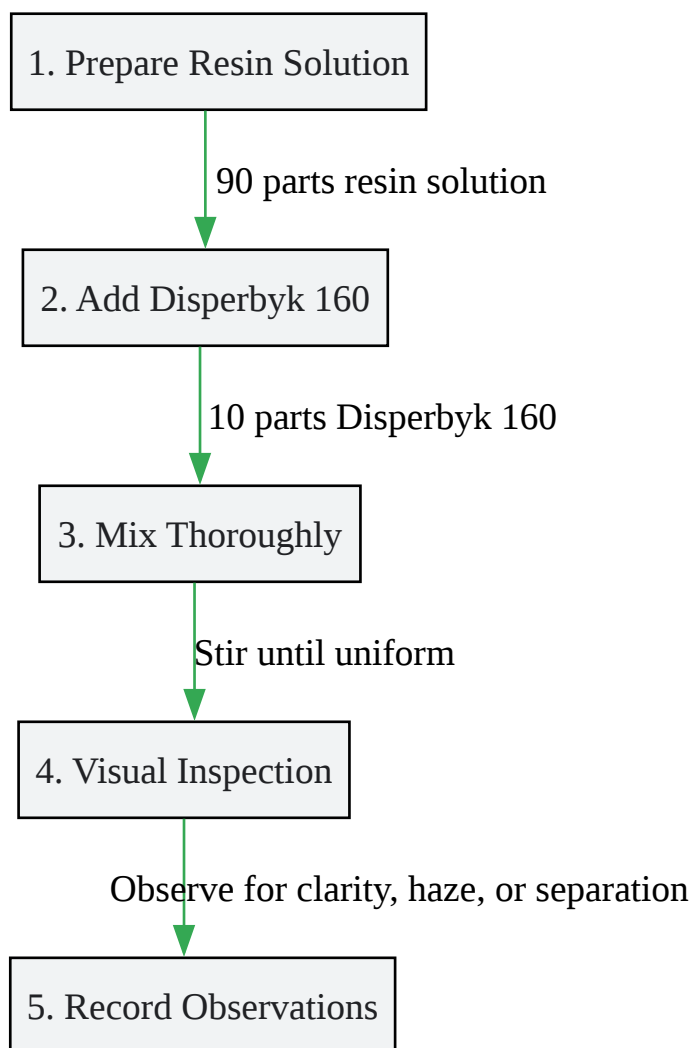 1. Prepare Resin Solution
90 parts resin solution
2. Add Disperbyk 160
10 parts Disperbyk 160
3. Mix Thoroughly
Stir until uniform
4. Visual Inspection
Observe for clarity, haze, or separation
5. Record Observations